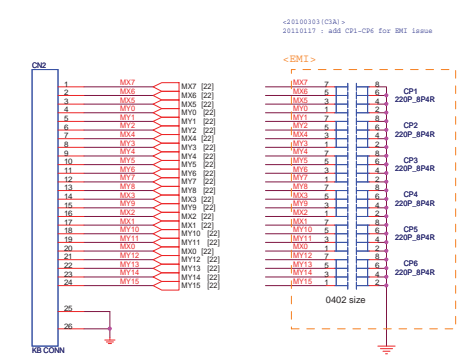 <20100303(C3A)>
20110117 : add CP1-CP6 for EMI issue
<EMI>
CN2
1 MX7 MX7 [22]
2 MX6 MX6 [22]
3 MX5 MX5 [22]
4 MY0 MY0 [22]
5 MY1 MY1 [22]
6 MY2 MY2 [22]
7 MX4 MX4 [22]
8 MY3 MY3 [22]
9 MY4 MY4 [22]
10 MY5 MY5 [22]
11 MY6 MY6 [22]
12 MY7 MY7 [22]
13 MY8 MY8 [22]
14 MX3 MX3 [22]
15 MY9 MY9 [22]
16 MX2 MX2 [22]
17 MX1 MX1 [22]
18 MY10 MY10 [22]
19 MY11 MY11 [22]
20 MX0 MX0 [22]
21 MY12 MY12 [22]
22 MY13 MY13 [22]
23 MY14 MY14 [22]
24 MY15 MY15 [22]
25
26
KB CONN
MX7 7 8
MX6 5 6
MX5 3 4
MY0 1 2
CP1
220P_8P4R
MY1 7 8
MY2 5 6
MX4 3 4
MY3 1 2
CP2
220P_8P4R
MY4 7 8
MY5 5 6
MY6 3 4
MY7 1 2
CP3
220P_8P4R
MY8 7 8
MX3 5 6
MY9 3 4
MX2 1 2
CP4
220P_8P4R
MX1 7 8
MY10 5 6
MY11 3 4
MX0 1 2
CP5
220P_8P4R
MY12 7 8
MY13 5 6
MY14 3 4
MY15 1 2
CP6
220P_8P4R
0402 size